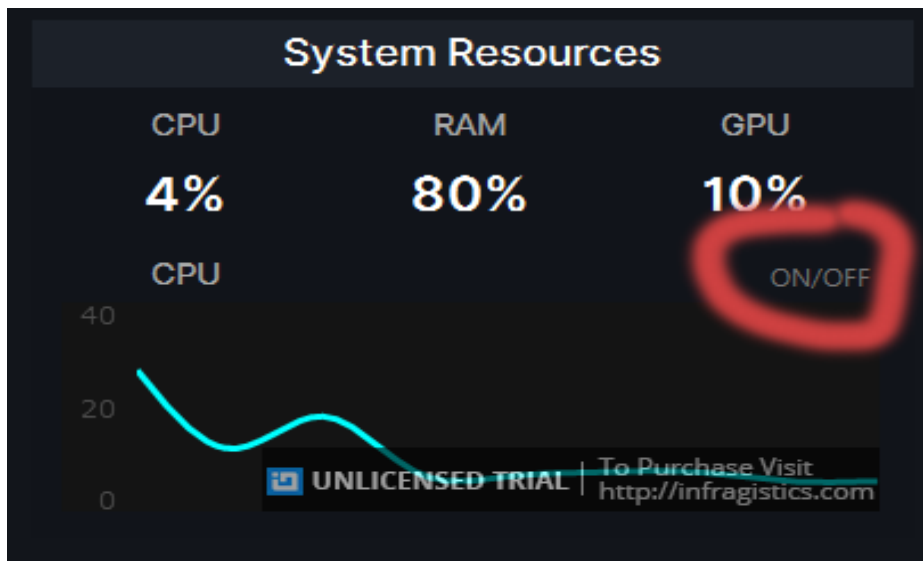 System Resources
CPU RAM GPU
4% 80% 10%
CPU ON/OFF
40
20
UNLICENSED TRIAL
To Purchase Visit
http://infragistics.com
0